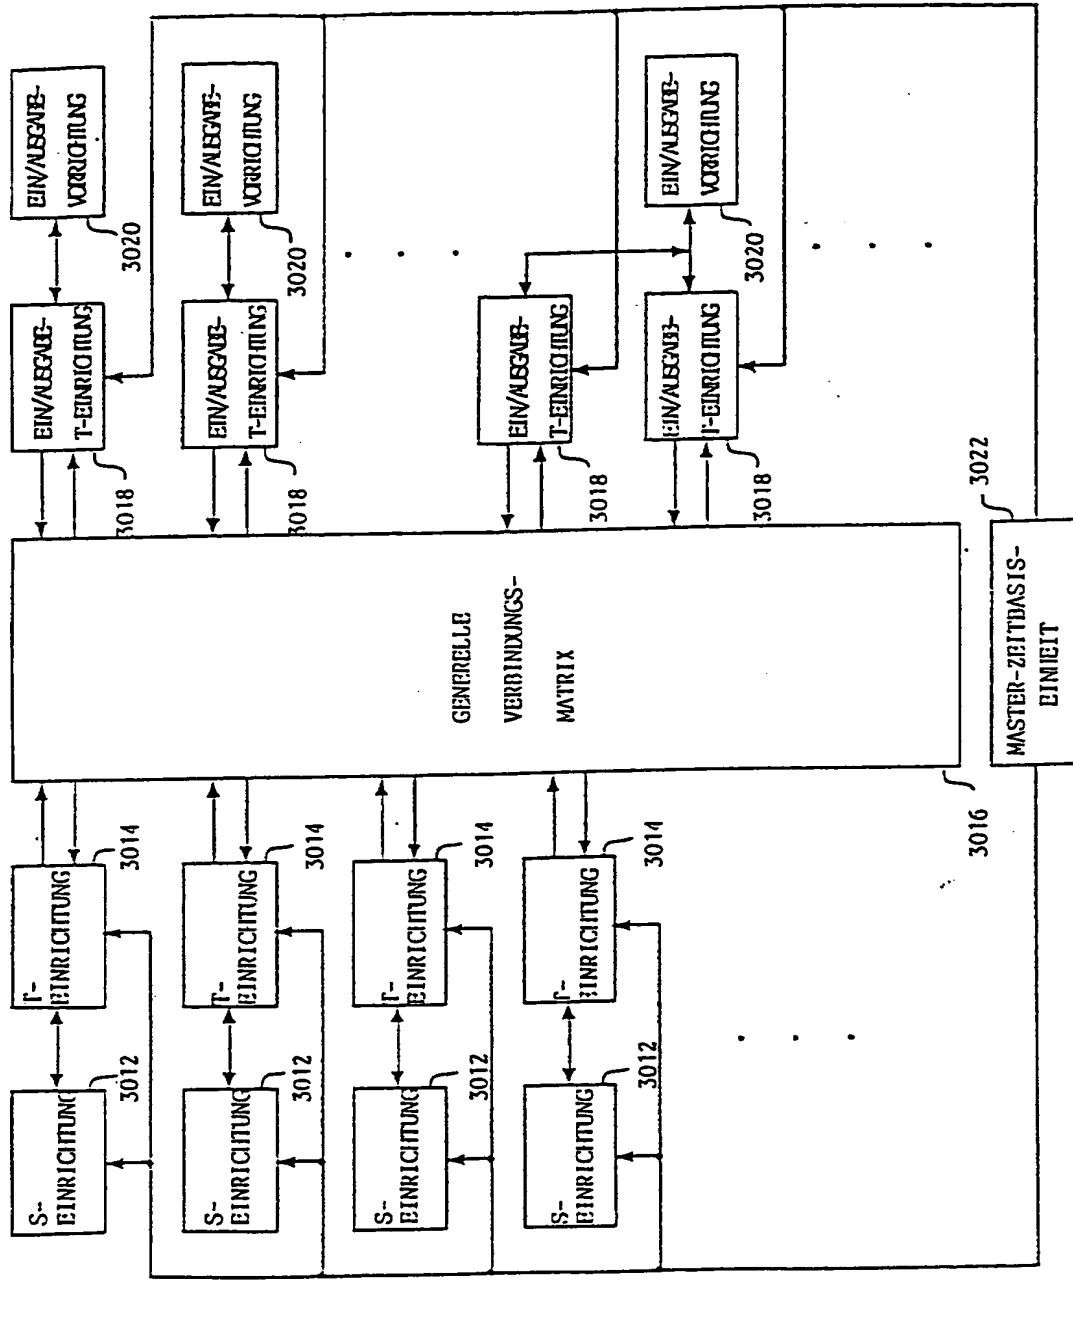 S-
EINRICHTUNG
3012
T-
EINRICHTUNG
3014
EIN/AUSGABE-
T-EINRICHTUNG
3018
EIN/AUSGABE-
VORRICHTUNG
3020
S-
EINRICHTUNG
3012
T-
EINRICHTUNG
3014
EIN/AUSGABE-
T-EINRICHTUNG
3018
EIN/AUSGABE-
VORRICHTUNG
3020
S-
EINRICHTUNG
3012
T-
EINRICHTUNG
3014
GENERELLE
VERBINDUNGS-
MATRIX
EIN/AUSGABE-
T-EINRICHTUNG
3018
S-
EINRICHTUNG
3012
T-
EINRICHTUNG
3014
EIN/AUSGABE-
T-EINRICHTUNG
3018
EIN/AUSGABE-
VORRICHTUNG
3020
3016
MASTER-ZEITBASIS-
EINHEIT
3022